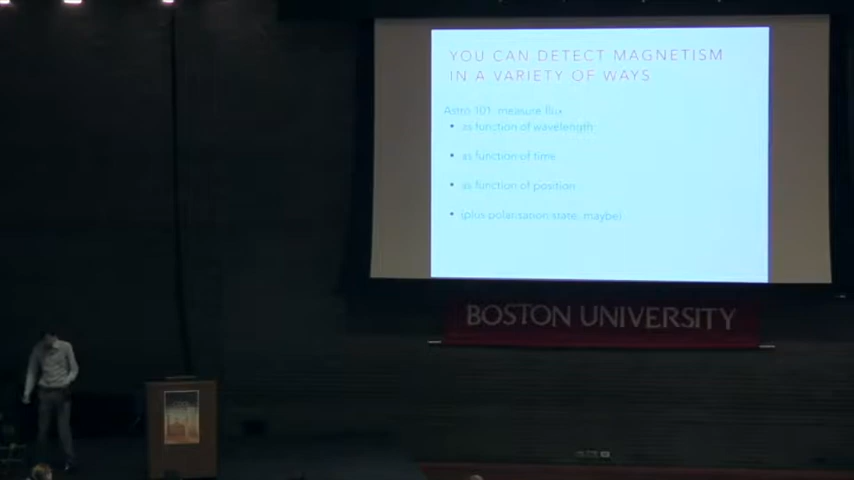 YOU CAN DETECT MAGNETISM
IN A VARIETY OF WAYS
Astro 101: measure flux
• as function of wavelength
• as function of time
• as function of position
• (plus polarisation state, maybe)
BOSTON UNIVERSITY